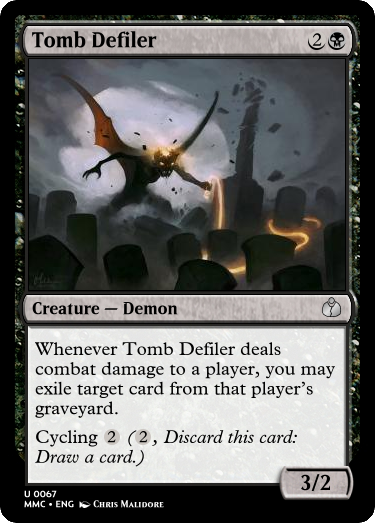 Tomb Defiler 2
Creature — Demon
Whenever Tomb Defiler deals
combat damage to a player, you may
exile target card from that player's
graveyard.
Cycling 2 (2, Discard this card:
Draw a card.)
3/2
U 0067
MMC • ENG Chris Malidore